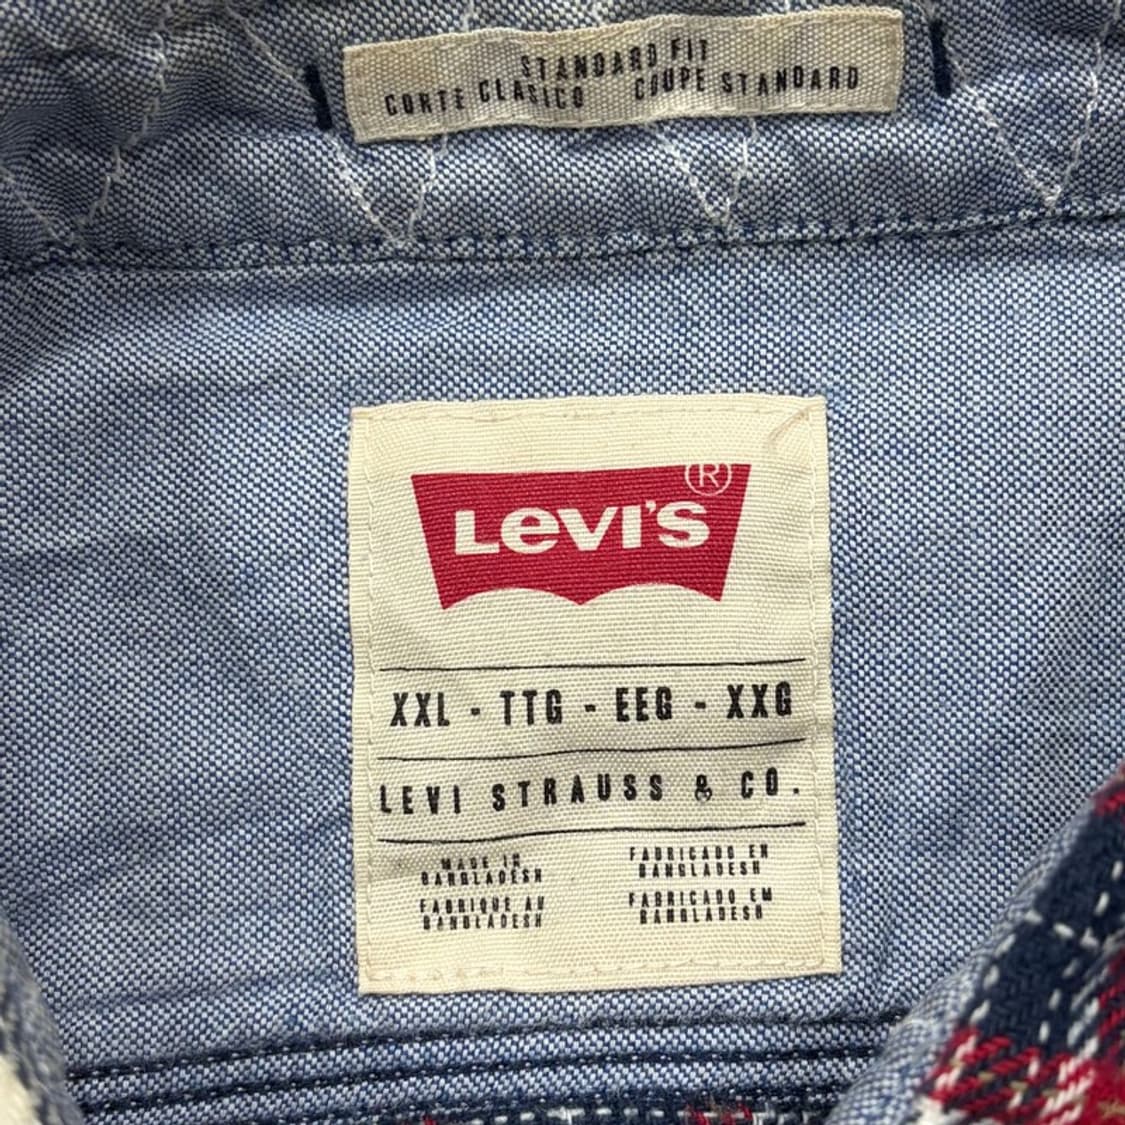 STANDARD FIT
CORTE CLASICO COUPE STANDARD
LEVI'S®
XXL - TTG - EEG - XXG
LEVI STRAUSS & CO.
MADE IN
BANGLADESH
FABRIQUE AU
BANGLADESH
FABRICADO EN
BANGLADESH
FABRICADO EM
BANGLADESH